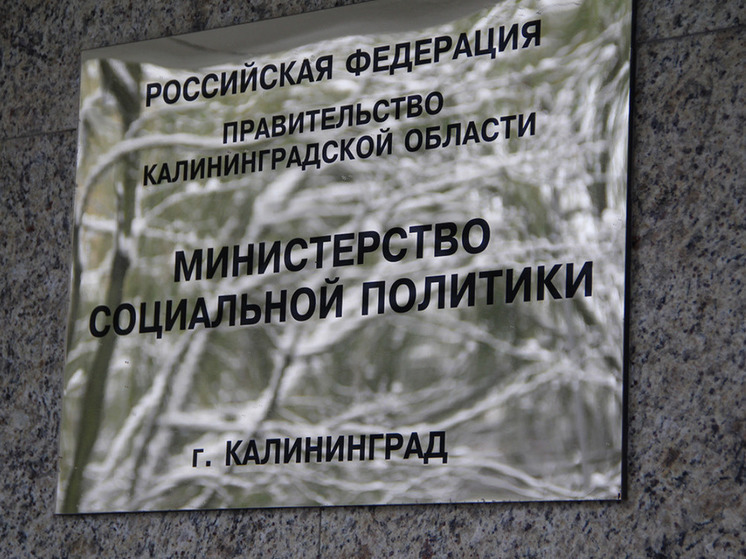 РОССИЙСКАЯ ФЕДЕРАЦИЯ
ПРАВИТЕЛЬСТВО
КАЛИНИНГРАДСКОЙ ОБЛАСТИ
МИНИСТЕРСТВО
СОЦИАЛЬНОЙ ПОЛИТИКИ
г. КАЛИНИНГРАД